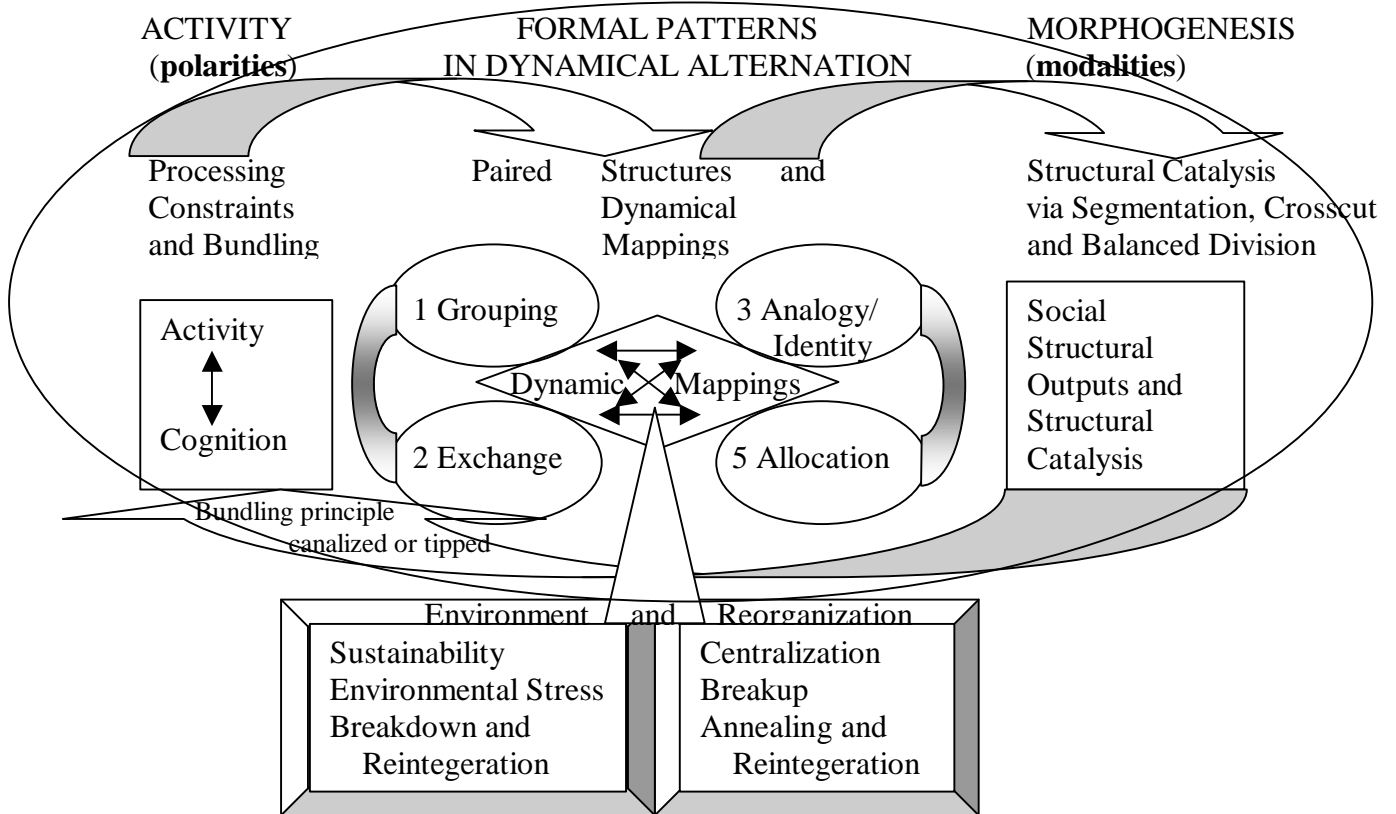 ACTIVITY
(polarities)
FORMAL PATTERNS
IN DYNAMICAL ALTERNATION
MORPHOGENESIS
(modalities)
Processing
Constraints
and Bundling
Paired Structures and
Dynamical
Mappings
Structural Catalysis
via Segmentation, Crosscut
and Balanced Division
Activity
Cognition
1 Grouping
2 Exchange
Dynamic Mappings
3 Analogy/
Identity
5 Allocation
Social
Structural
Outputs and
Structural
Catalysis
Bundling principle
canalized or tipped
Environment and Reorganization
Sustainability
Environmental Stress
Breakdown and
Reintegeration
Centralization
Breakup
Annealing and
Reintegeration